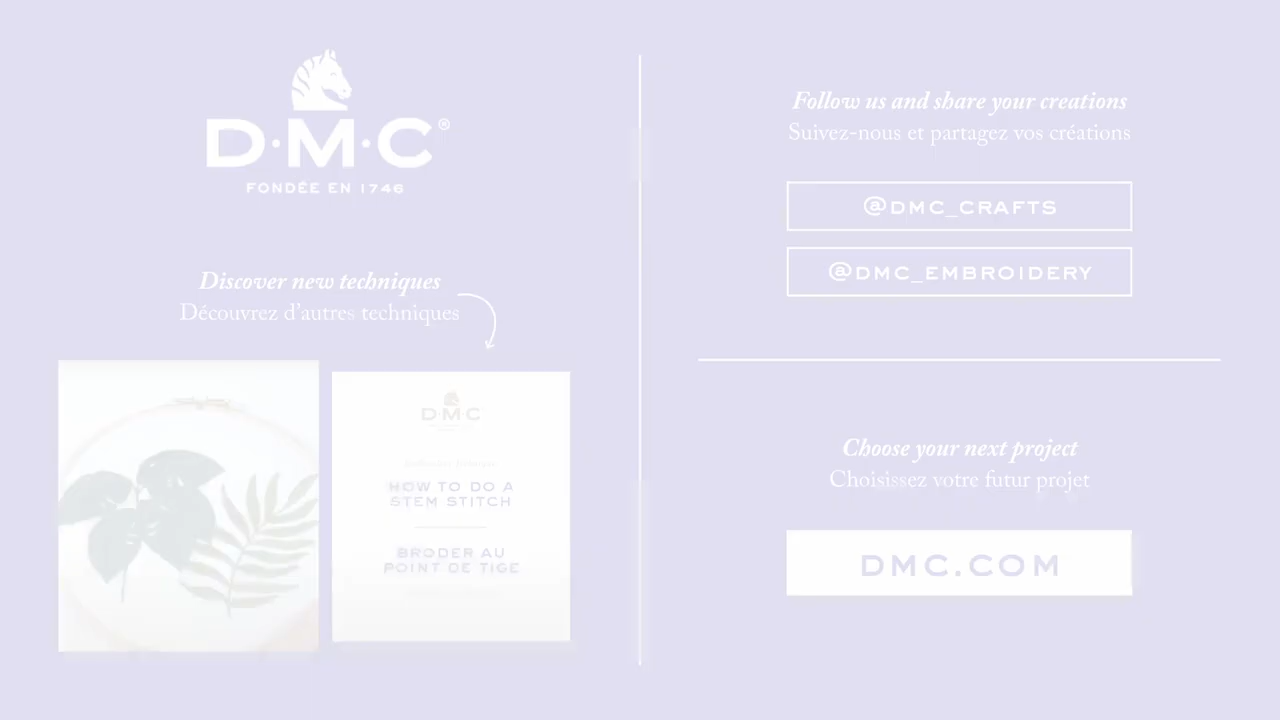 D·M·C®
FONDÉE EN 1746
Discover new techniques
Découvrez d'autres techniques
D·M·C
HOW TO DO A
STEM STITCH
BRODER AU
POINT DE TIGE
Follow us and share your creations
Suivez-nous et partagez vos créations
@DMC_CRAFTS
@DMC_EMBROIDERY
Choose your next project
Choisissez votre futur projet
DMC.COM